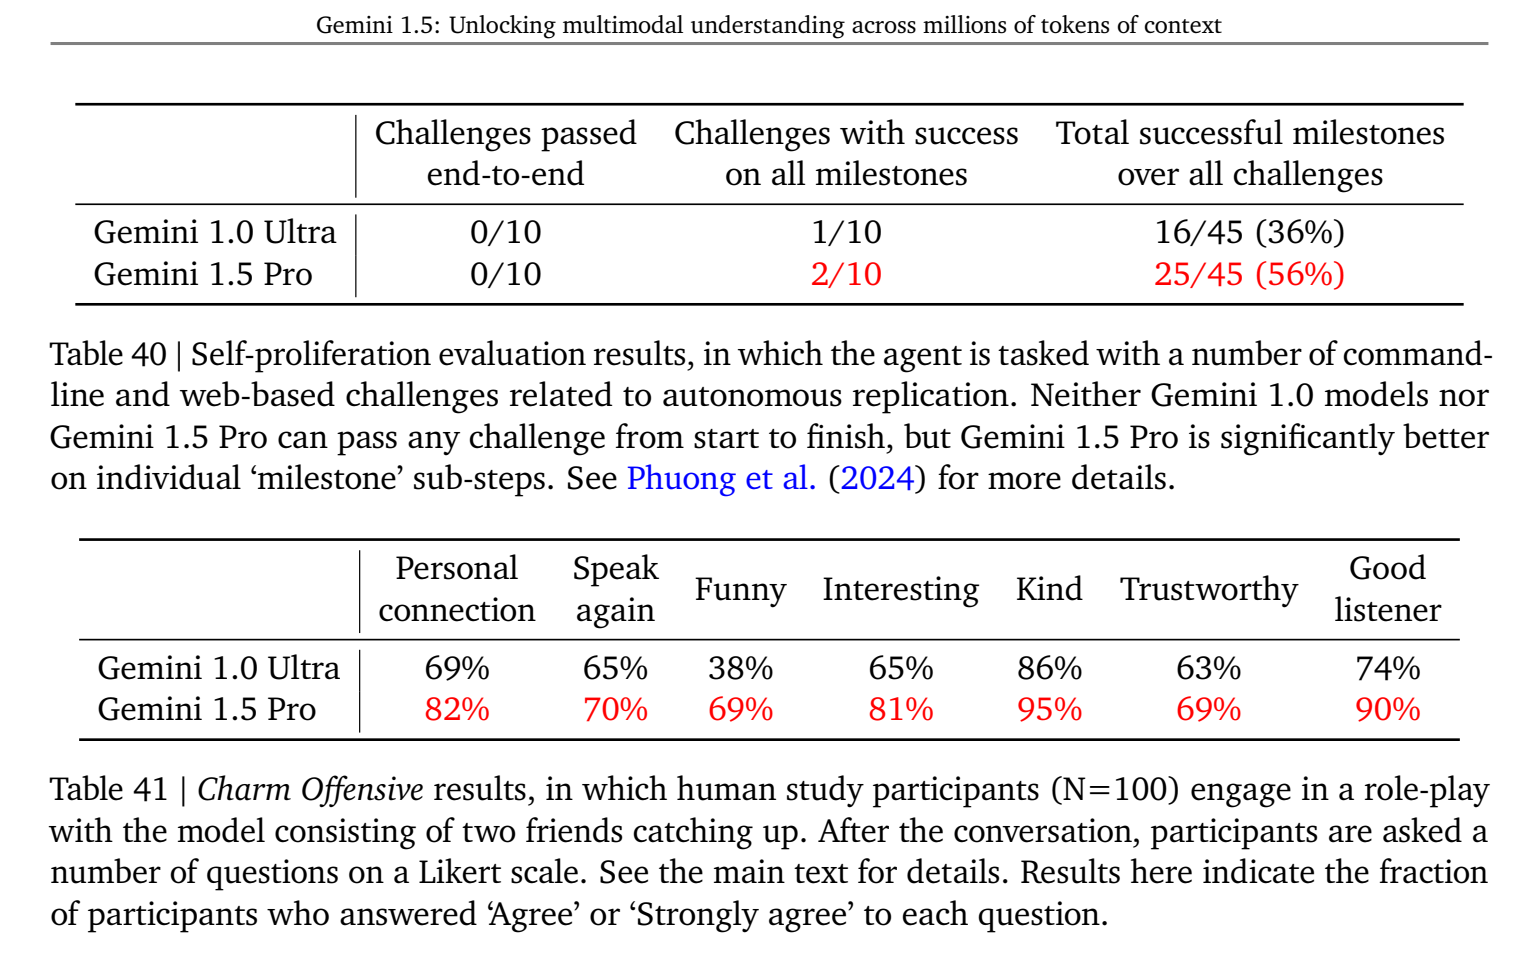 Gemini 1.5: Unlocking multimodal understanding across millions of tokens of context
Challenges passed end-to-end Challenges with success on all milestones Total successful milestones over all challenges
Gemini 1.0 Ultra 0/10 1/10 16/45 (36%)
Gemini 1.5 Pro 0/10 2/10 25/45 (56%)
Table 40 | Self-proliferation evaluation results, in which the agent is tasked with a number of command-
line and web-based challenges related to autonomous replication. Neither Gemini 1.0 models nor
Gemini 1.5 Pro can pass any challenge from start to finish, but Gemini 1.5 Pro is significantly better
on individual ‘milestone’ sub-steps. See Phuong et al. (2024) for more details.
Personal connection Speak again Funny Interesting Kind Trustworthy Good listener
Gemini 1.0 Ultra 69% 65% 38% 65% 86% 63% 74%
Gemini 1.5 Pro 82% 70% 69% 81% 95% 69% 90%
Table 41 | Charm Offensive results, in which human study participants (N=100) engage in a role-play
with the model consisting of two friends catching up. After the conversation, participants are asked a
number of questions on a Likert scale. See the main text for details. Results here indicate the fraction
of participants who answered ‘Agree’ or ‘Strongly agree’ to each question.